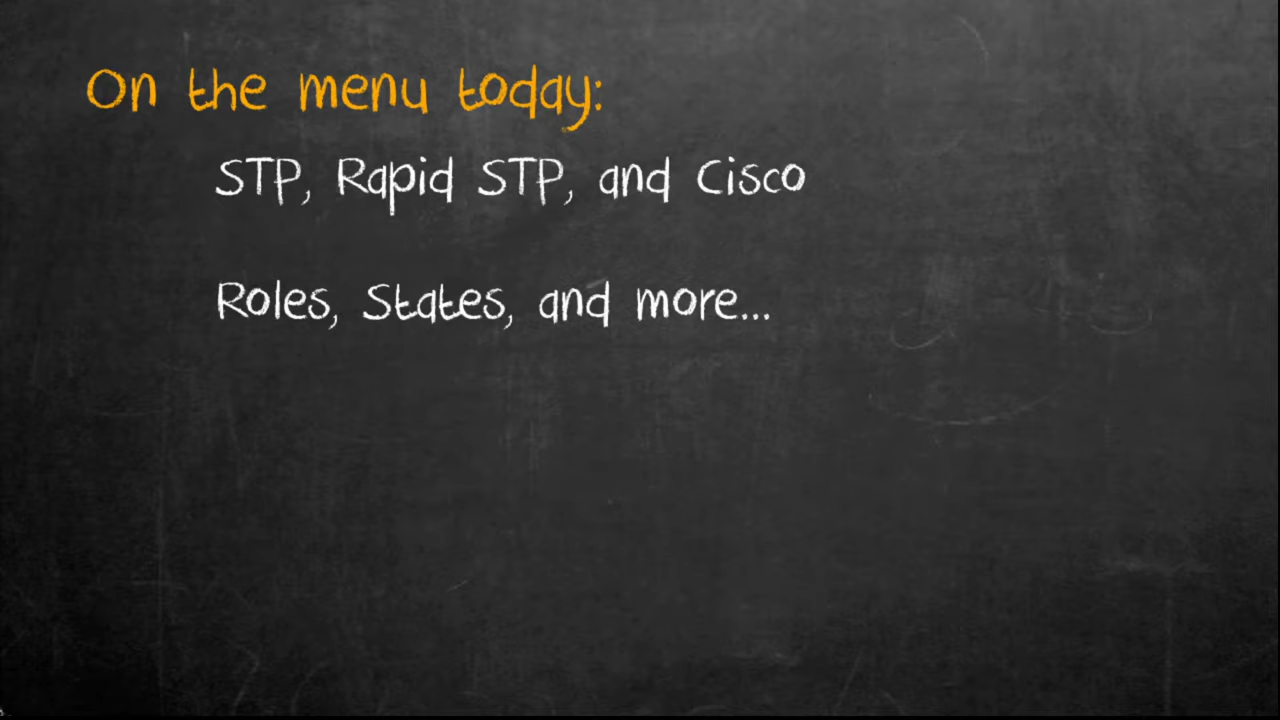 On the menu today:
STP, Rapid STP, and Cisco
Roles, States, and more...